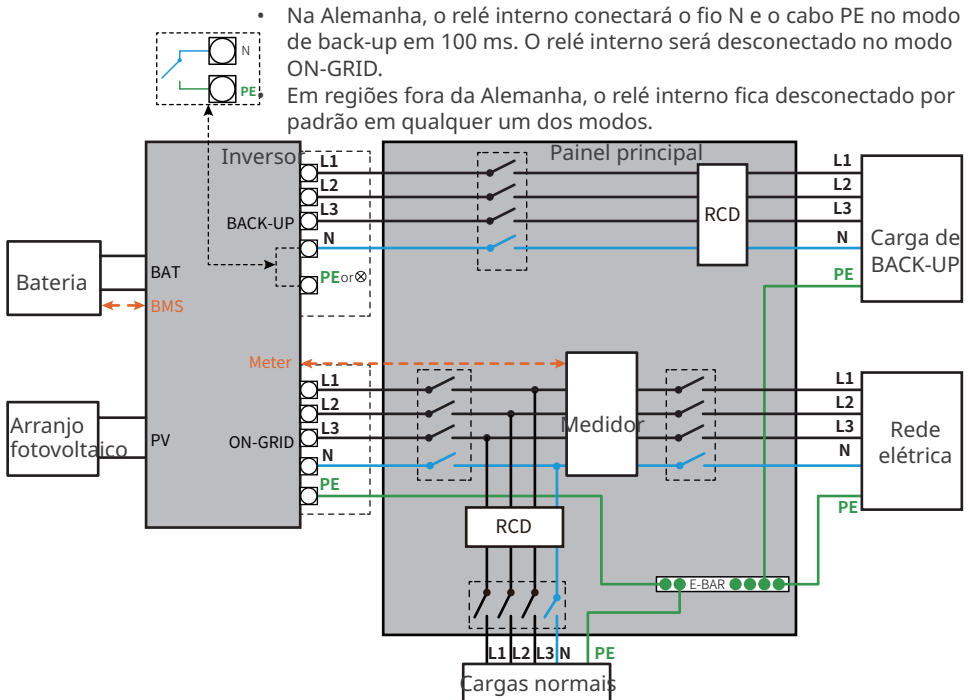 • Na Alemanha, o relé interno conectará o fio N e o cabo PE no modo
de back-up em 100 ms. O relé interno será desconectado no modo
ON-GRID.
• Em regiões fora da Alemanha, o relé interno fica desconectado por
padrão em qualquer um dos modos.
N
PE
Inversor
Painel principal
L1
L2
L3
N
PE or ⊗
BACK-UP
RCD
L1
L2
L3
N
PE
Carga de
BACK-UP
Bateria
BAT
BMS
Meter
L1
L2
L3
N
PE
ON-GRID
Medidor
L1
L2
L3
N
PE
Rede
elétrica
Arranjo
fotovoltaico
PV
RCD
E-BAR
L1 L2 L3 N PE
Cargas normais